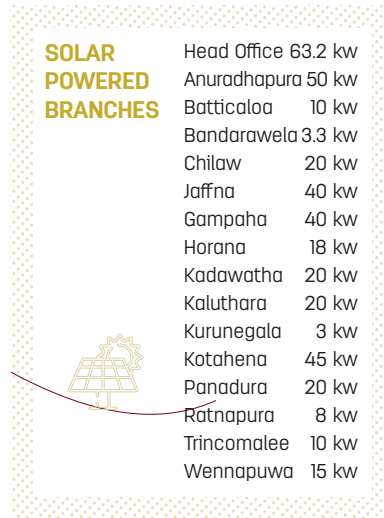 SOLAR
POWERED
BRANCHES
Head Office 63.2 kw
Anuradhapura 50 kw
Batticaloa 10 kw
Bandarawela 3.3 kw
Chilaw 20 kw
Jaffna 40 kw
Gampaha 40 kw
Horana 18 kw
Kadawatha 20 kw
Kaluthara 20 kw
Kurunegala 3 kw
Kotahena 45 kw
Panadura 20 kw
Ratnapura 8 kw
Trincomalee 10 kw
Wennapuwa 15 kw